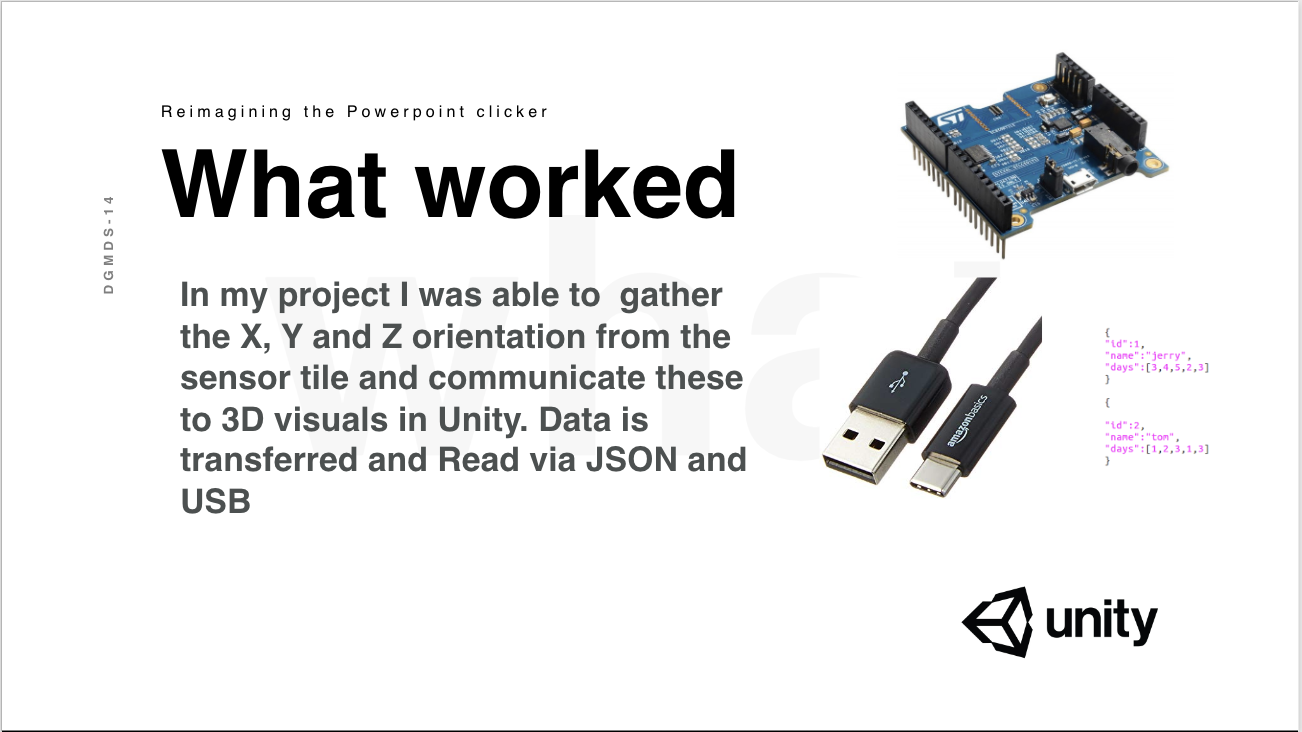 Reimagining the Powerpoint clicker
What worked
DGMDS-14
what
In my project I was able to  gather
the X, Y and Z orientation from the
sensor tile and communicate these
to 3D visuals in Unity. Data is
transferred and Read via JSON and
USB
ST
amazonbasics
{
"id":1,
"name":"jerry",
"days":[3,4,5,2,3]
}
{
"id":2,
"name":"tom",
"days":[1,2,3,1,3]
}
unity